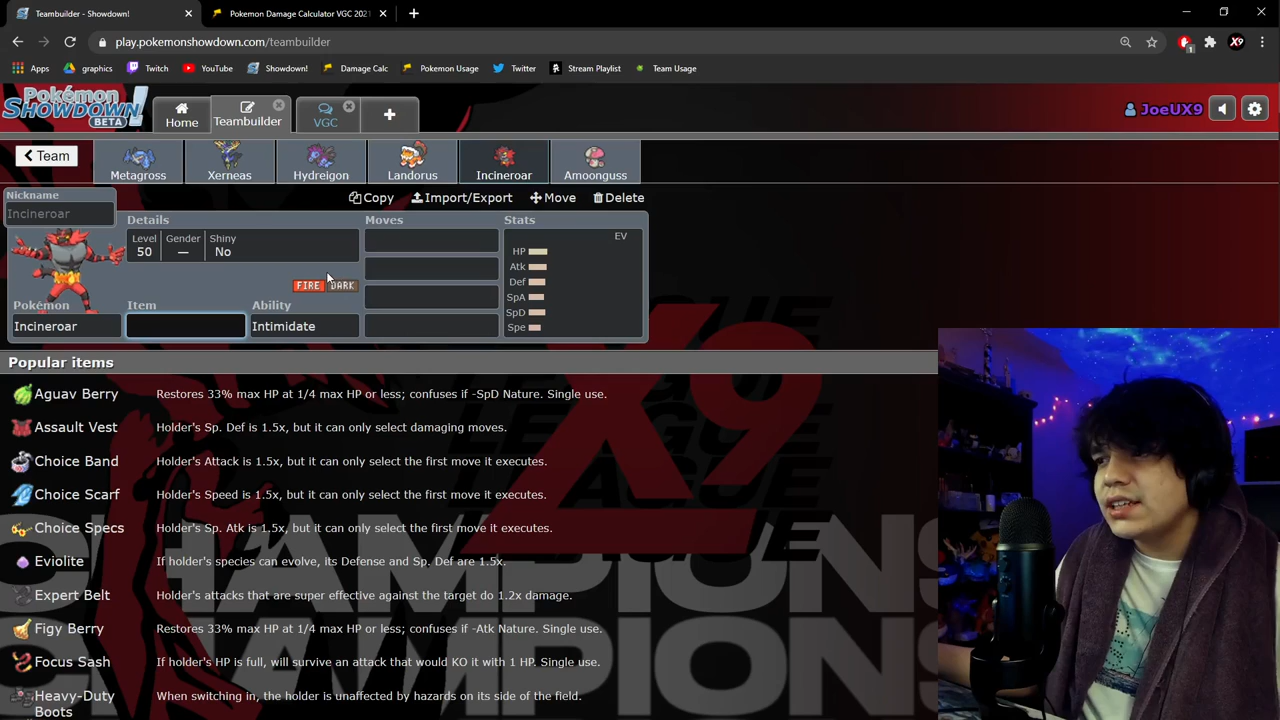 Teambuilder - Showdown!
Pokemon Damage Calculator VGC 2021
play.pokemonshowdown.com/teambuilder
X9
1
Apps
graphics
Twitch
YouTube
Showdown!
Damage Calc
Pokemon Usage
Twitter
Stream Playlist
Team Usage
Pokémon
SHOWDOWN!
BETA
Home
Teambuilder
VGC
JoeUX9
Team
Metagross
Xerneas
Hydreigon
Landorus
Incineroar
Amoonguss
Nickname
Incineroar
Copy
Import/Export
Move
Delete
Details
Moves
Stats
Level
Gender
Shiny
50
—
No
EV
HP
Atk
Def
SpA
SpD
Spe
FIRE
DARK
Pokémon
Item
Ability
Incineroar
Intimidate
Popular items
Aguav Berry
Restores 33% max HP at 1/4 max HP or less; confuses if -SpD Nature. Single use.
Assault Vest
Holder's Sp. Def is 1.5x, but it can only select damaging moves.
Choice Band
Holder's Attack is 1.5x, but it can only select the first move it executes.
Choice Scarf
Holder's Speed is 1.5x, but it can only select the first move it executes.
Choice Specs
Holder's Sp. Atk is 1.5x, but it can only select the first move it executes.
Eviolite
If holder's species can evolve, its Defense and Sp. Def are 1.5x.
Expert Belt
Holder's attacks that are super effective against the target do 1.2x damage.
Figy Berry
Restores 33% max HP at 1/4 max HP or less; confuses if -Atk Nature. Single use.
Focus Sash
If holder's HP is full, will survive an attack that would KO it with 1 HP. Single use.
Heavy-Duty
Boots
When switching in, the holder is unaffected by hazards on its side of the field.
X9
LEAGUE